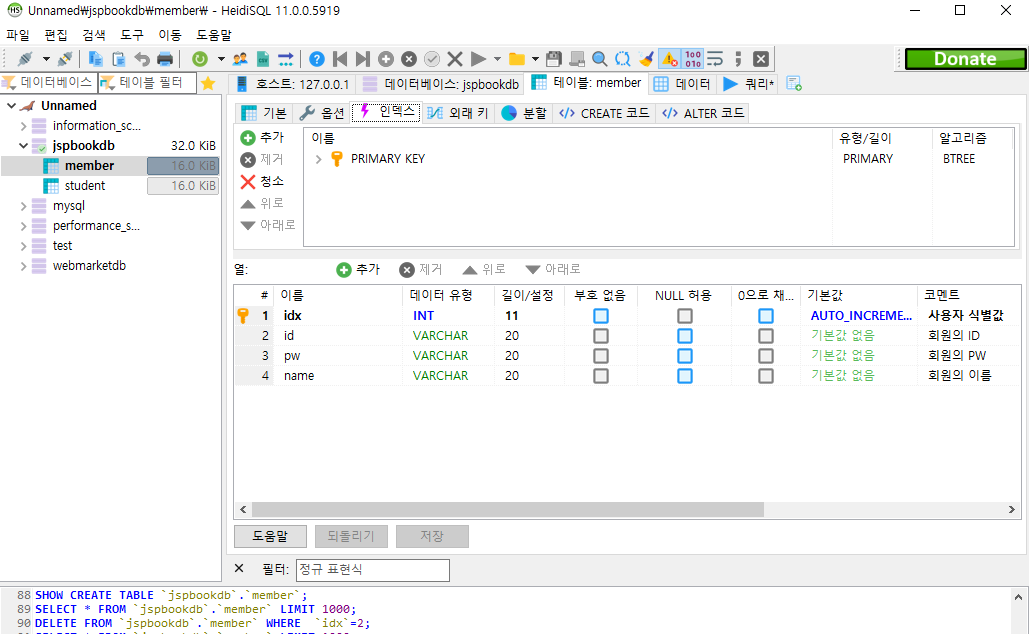 Unnamed₩jspbookdb₩member₩ - HeidiSQL 11.0.0.5919
파일 편집 검색 도구 이동 도움말
Donate
데이터베이스 테이블 필터 호스트: 127.0.0.1 데이터베이스: jspbookdb 테이블: member 데이터 쿼리*
Unnamed
information_sc...
jspbookdb 32.0 KiB
member 16.0 KiB
student 16.0 KiB
mysql
performance_s...
test
webmarketdb
기본 옵션 인덱스 외래 키 분할 CREATE 코드 ALTER 코드
추가
제거
청소
위로
아래로
이름 유형/길이 알고리즘
PRIMARY KEY PRIMARY BTREE
열: 추가 제거 위로 아래로
# 이름 데이터 유형 길이/설정 부호 없음 NULL 허용 0으로 채... 기본값 코멘트
1 idx INT 11 AUTO_INCREME... 사용자 식별값
2 id VARCHAR 20 기본값 없음 회원의 ID
3 pw VARCHAR 20 기본값 없음 회원의 PW
4 name VARCHAR 20 기본값 없음 회원의 이름
도움말 되돌리기 저장
필터: 정규 표현식
88 SHOW CREATE TABLE `jspbookdb`.`member`;
89 SELECT * FROM `jspbookdb`.`member` LIMIT 1000;
90 DELETE FROM `jspbookdb`.`member` WHERE  `idx`=2;